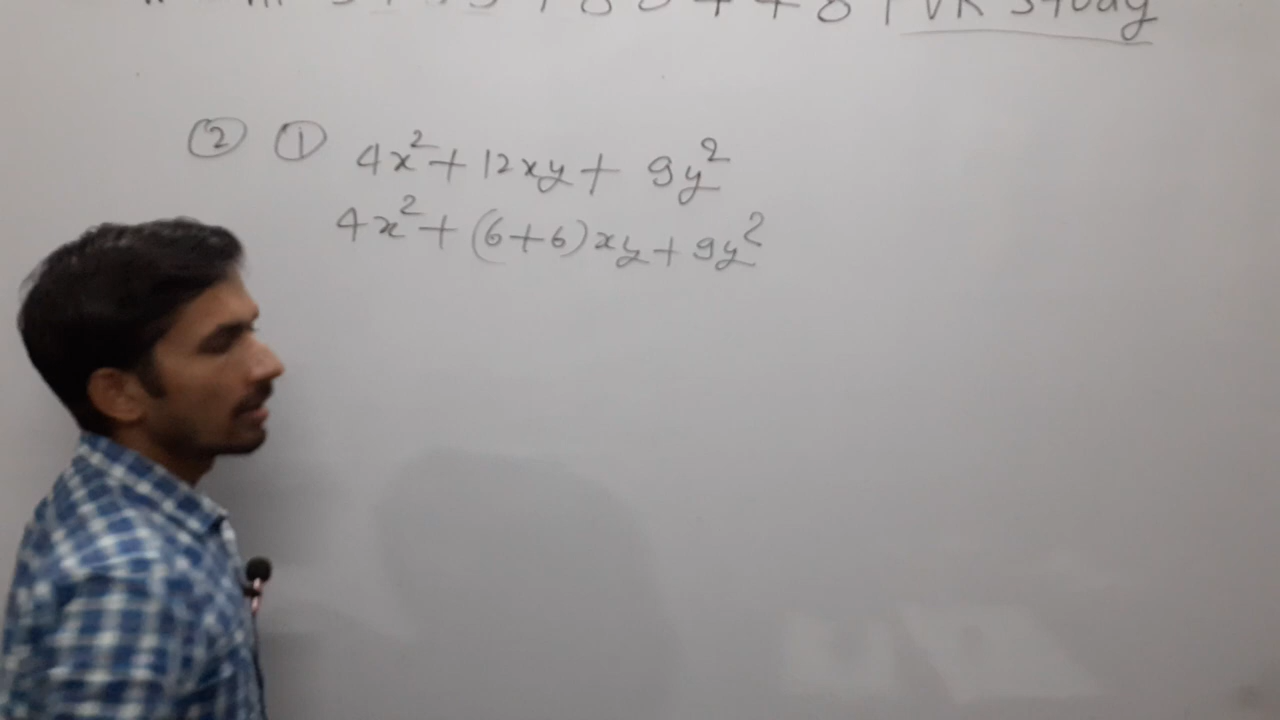 VK Study
② ① 4x² + 12xy + 9y²
4x² + (6+6)xy + 9y²